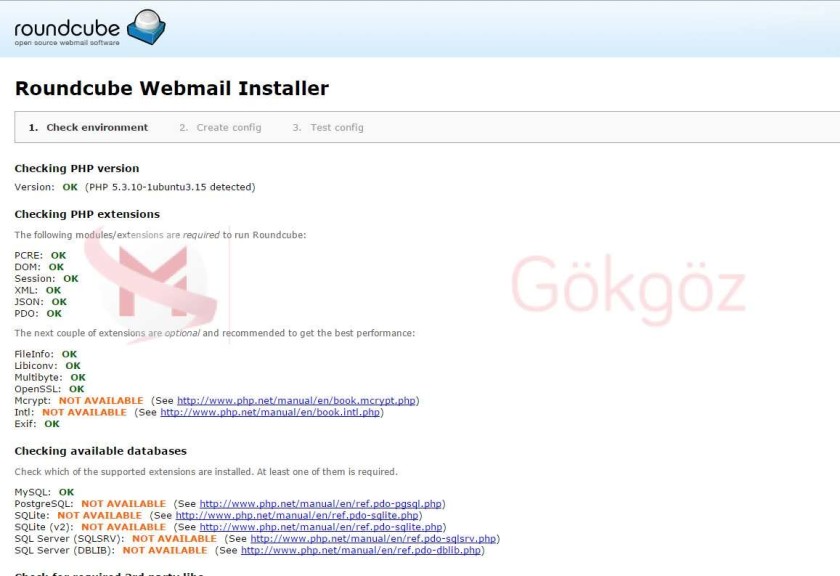 roundcube
open source webmail software
Roundcube Webmail Installer
1. Check environment 2. Create config 3. Test config
Checking PHP version
Version: OK (PHP 5.3.10-1ubuntu3.15 detected)
Checking PHP extensions
The following modules/extensions are required to run Roundcube:
PCRE: OK
DOM: OK
Session: OK
XML: OK
JSON: OK
PDO: OK
Gökgöz
The next couple of extensions are optional and recommended to get the best performance:
FileInfo: OK
Libiconv: OK
Multibyte: OK
OpenSSL: OK
Mcrypt: NOT AVAILABLE (See http://www.php.net/manual/en/book.mcrypt.php)
Intl: NOT AVAILABLE (See http://www.php.net/manual/en/book.intl.php)
Exif: OK
Checking available databases
Check which of the supported extensions are installed. At least one of them is required.
MySQL: OK
PostgreSQL: NOT AVAILABLE (See http://www.php.net/manual/en/ref.pdo-pgsql.php)
SQLite: NOT AVAILABLE (See http://www.php.net/manual/en/ref.pdo-sqlite.php)
SQLite (v2): NOT AVAILABLE (See http://www.php.net/manual/en/ref.pdo-sqlite.php)
SQL Server (SQLSRV): NOT AVAILABLE (See http://www.php.net/manual/en/ref.pdo-sqlsrv.php)
SQL Server (DBLIB): NOT AVAILABLE (See http://www.php.net/manual/en/ref.pdo-dblib.php)
Check for required 3rd party libs